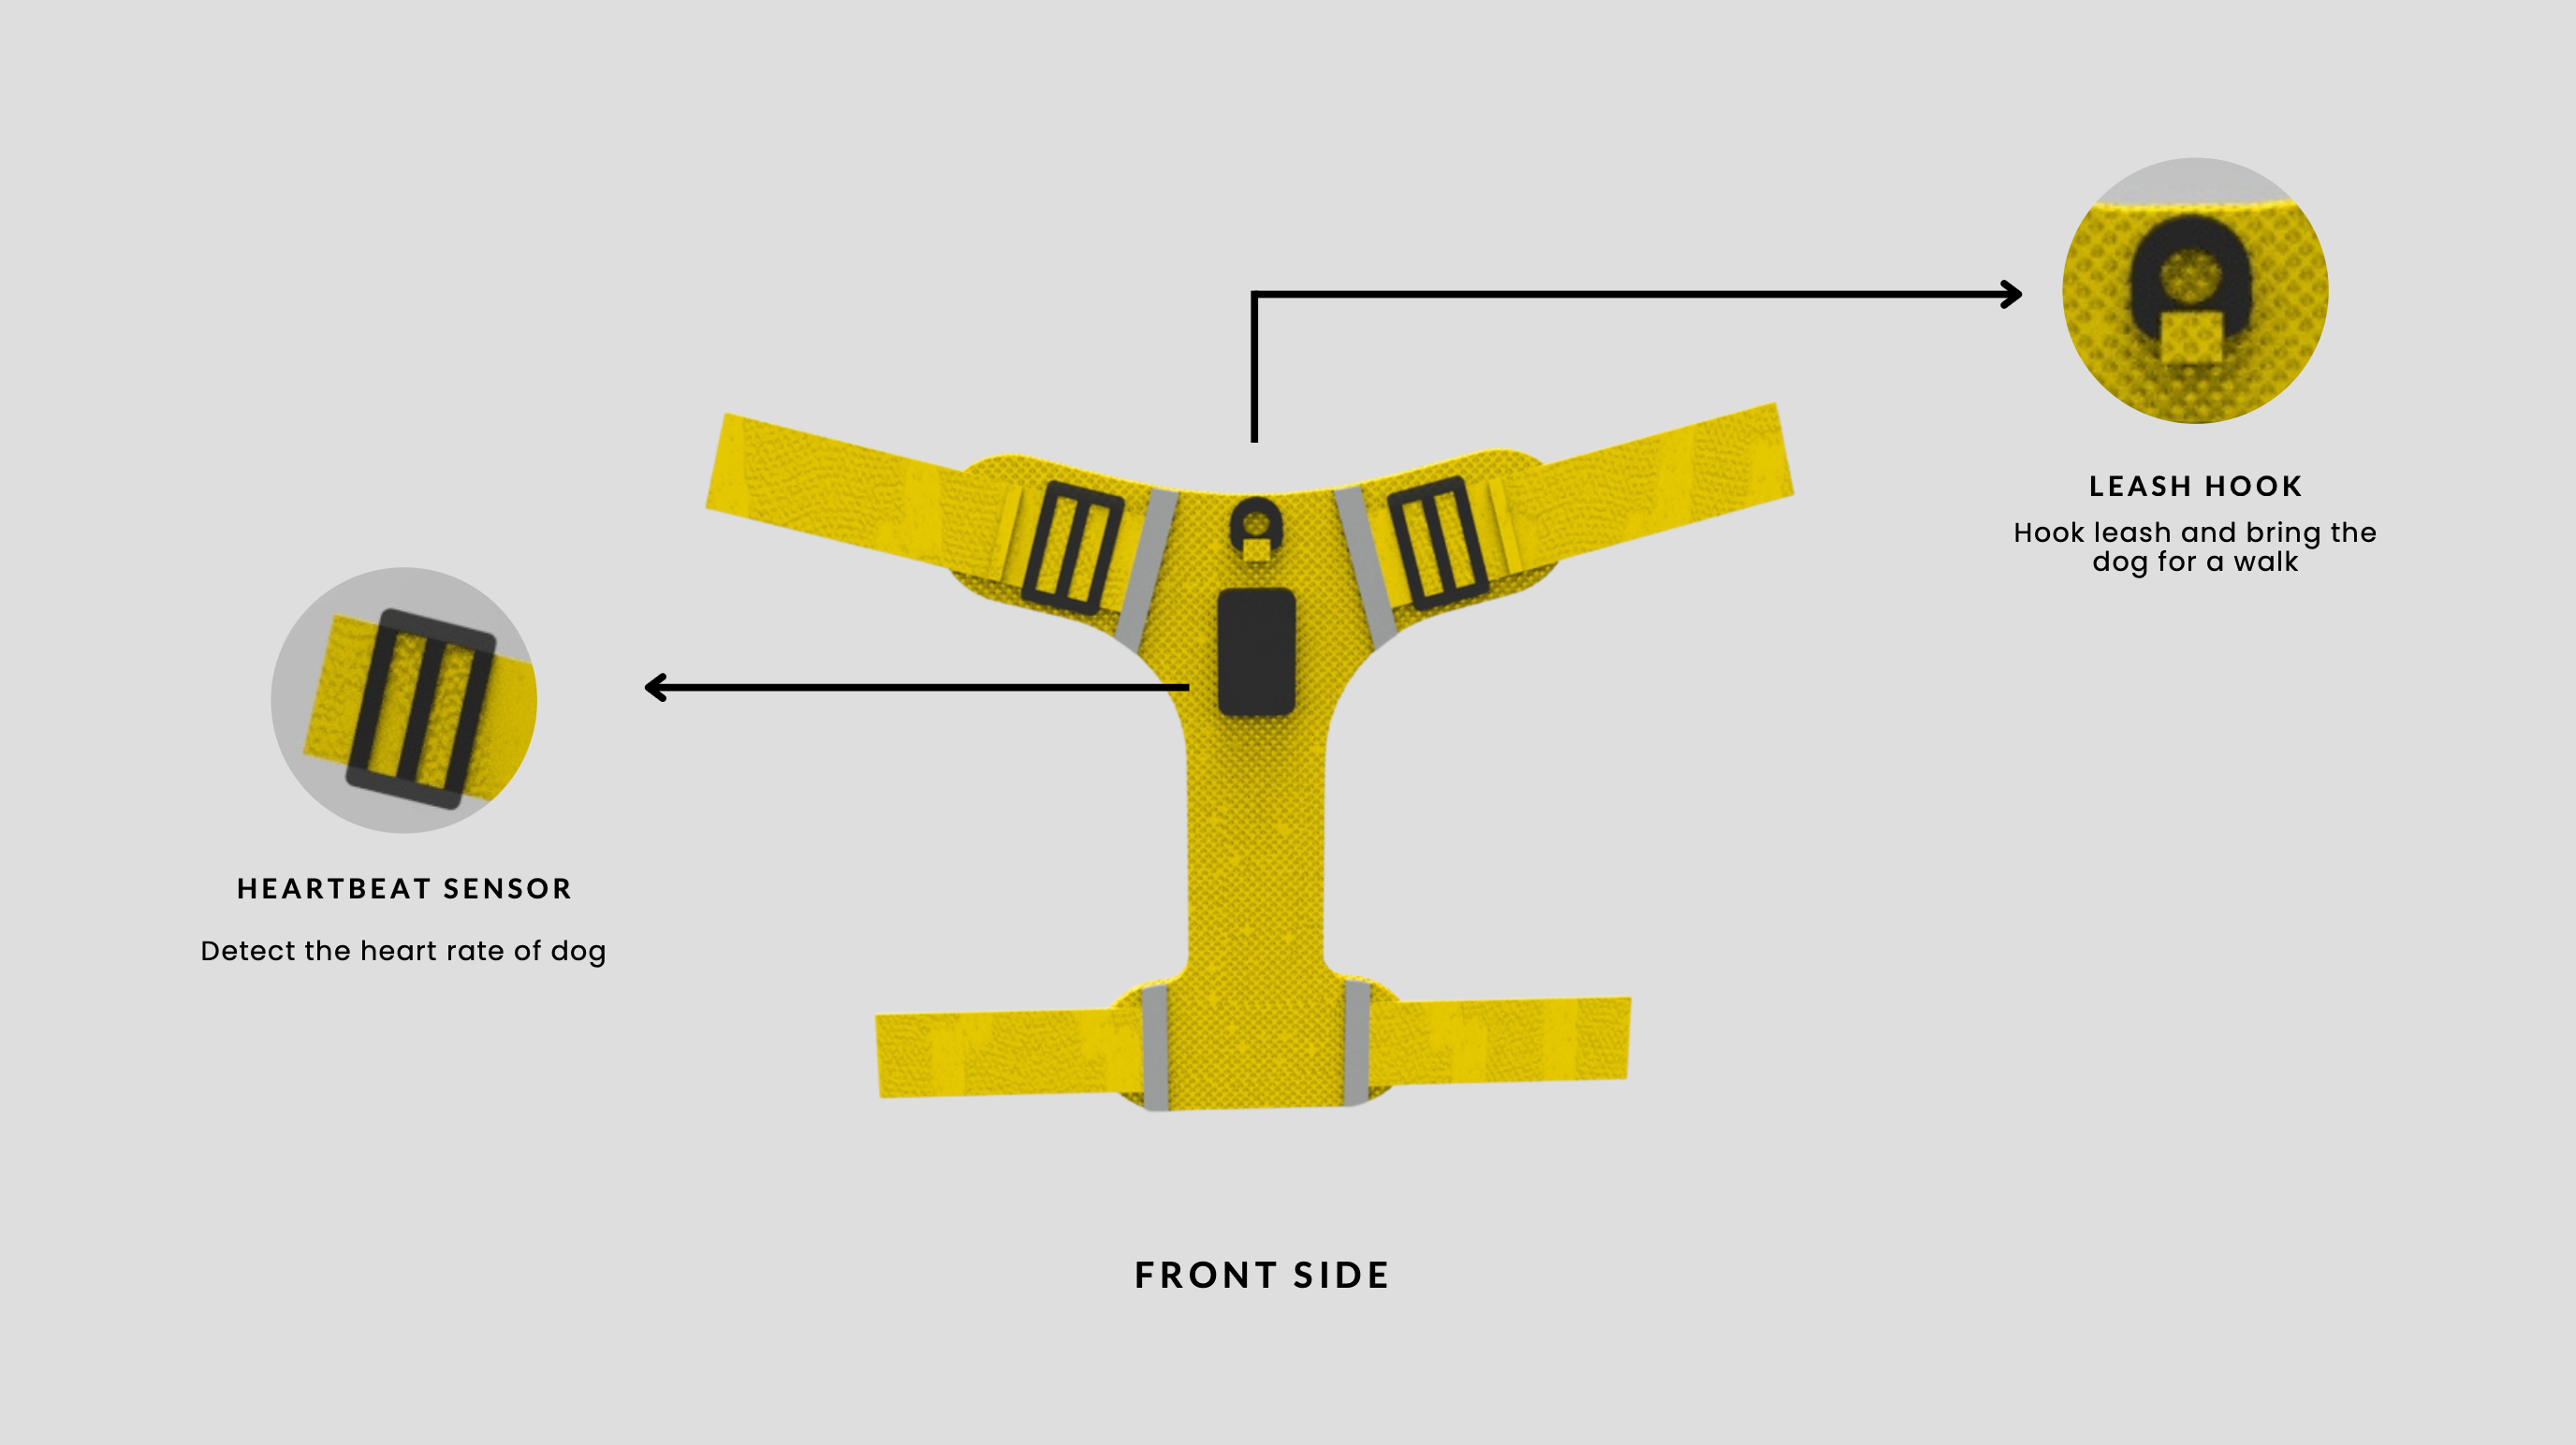 LEASH HOOK
Hook leash and bring the
dog for a walk
HEARTBEAT SENSOR
Detect the heart rate of dog
FRONT SIDE